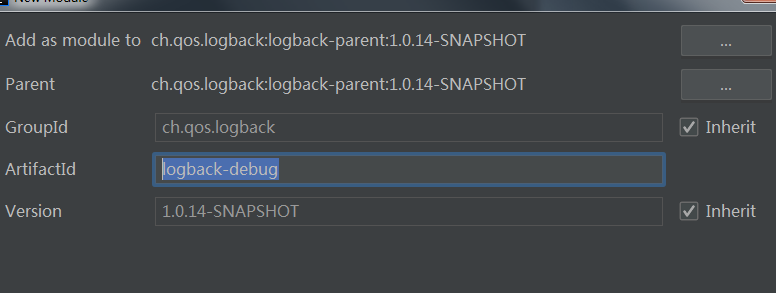 New Module
Add as module to ch.qos.logback:logback-parent:1.0.14-SNAPSHOT ...
Parent ch.qos.logback:logback-parent:1.0.14-SNAPSHOT ...
GroupId ch.qos.logback Inherit
ArtifactId logback-debug
Version 1.0.14-SNAPSHOT Inherit